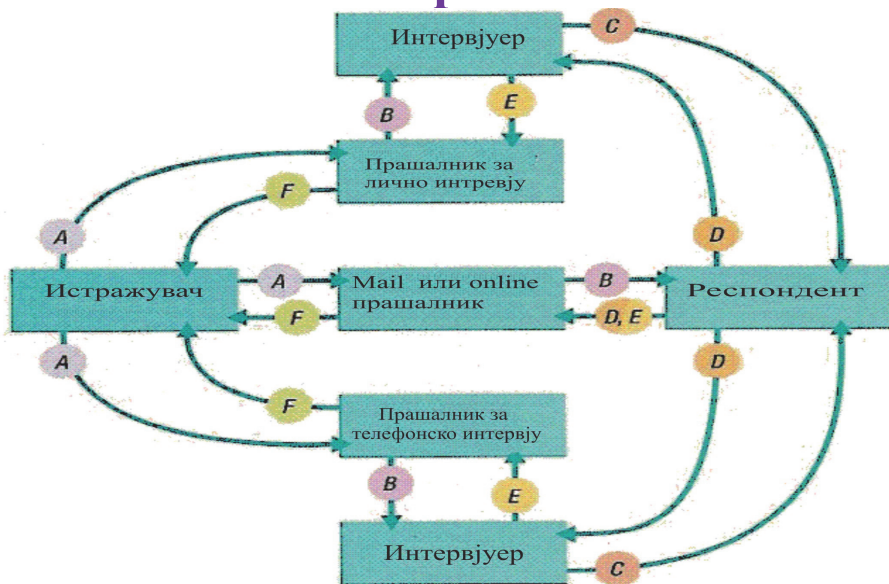 Интервјуер
C
B
E
Прашалник за
лично интревју
F
D
A
Истражувач
A
Mail или online
прашалник
B
Респондент
F
D, E
A
D
F
Прашалник за
телефонско интервју
B
E
Интервјуер
C